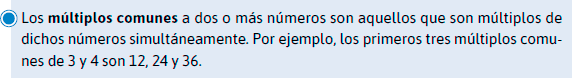 Los múltiplos comunes a dos o más números son aquellos que son múltiplos de
dichos números simultáneamente. Por ejemplo, los primeros tres múltiplos comu-
nes de 3 y 4 son 12, 24 y 36.